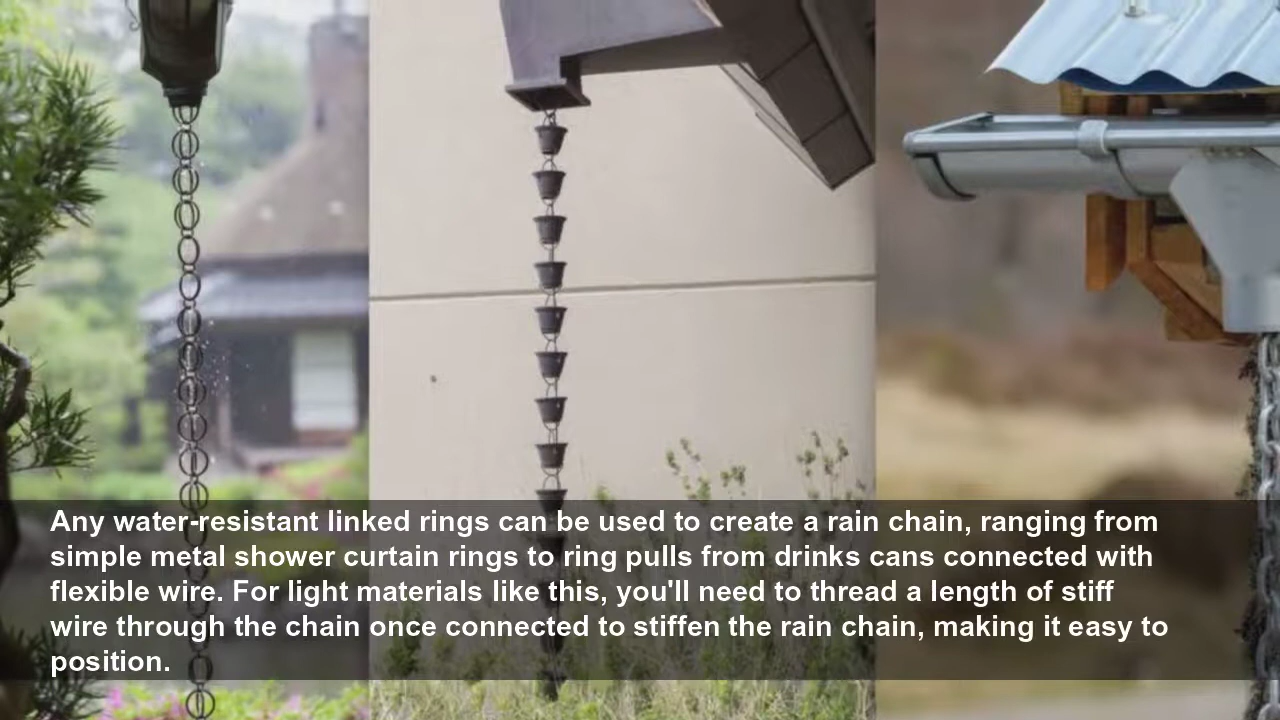 Any water-resistant linked rings can be used to create a rain chain, ranging from
simple metal shower curtain rings to ring pulls from drinks cans connected with
flexible wire. For light materials like this, you'll need to thread a length of stiff
wire through the chain once connected to stiffen the rain chain, making it easy to
position.